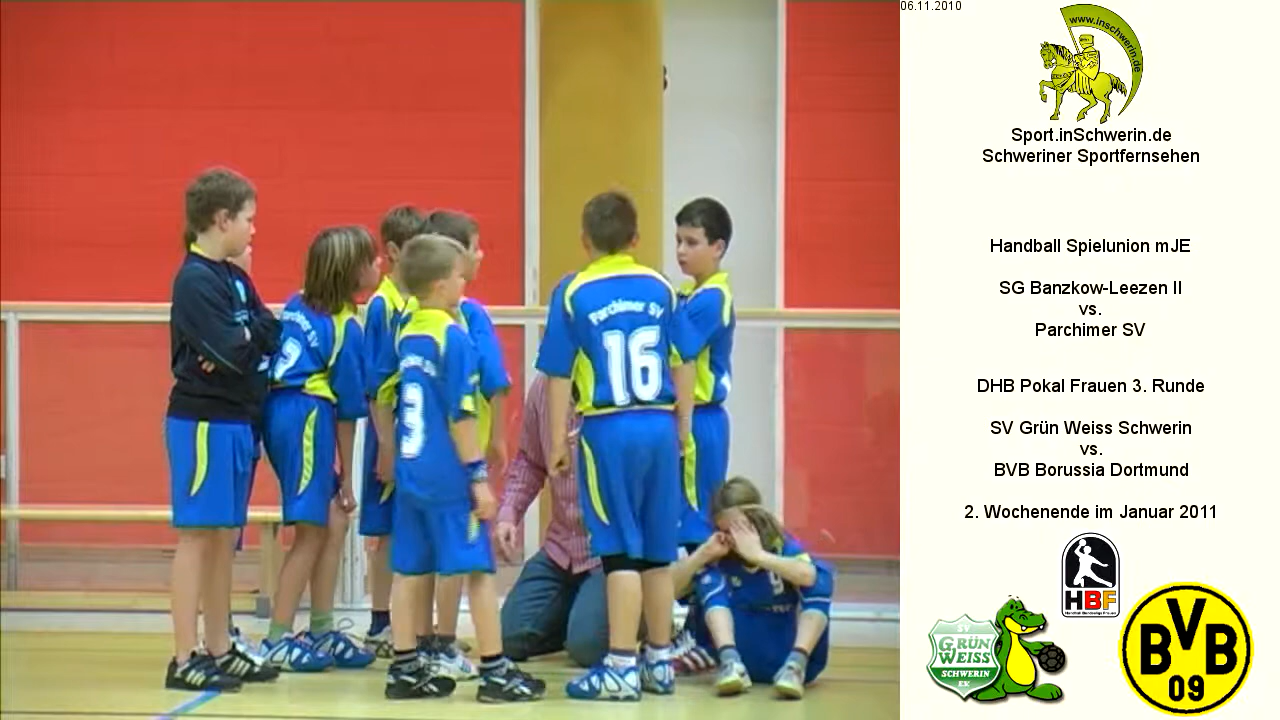 06.11.2010
www.inschwerin.de
Sport.inSchwerin.de
Schweriner Sportfernsehen
Handball Spielunion mJE
SG Banzkow-Leezen II
vs.
Parchimer SV
DHB Pokal Frauen 3. Runde
SV Grün Weiss Schwerin
vs.
BVB Borussia Dortmund
2. Wochenende im Januar 2011
HBF
SV
GRÜN
WEISS
SCHWERIN
BVB
09
Parchimer SV
16
3